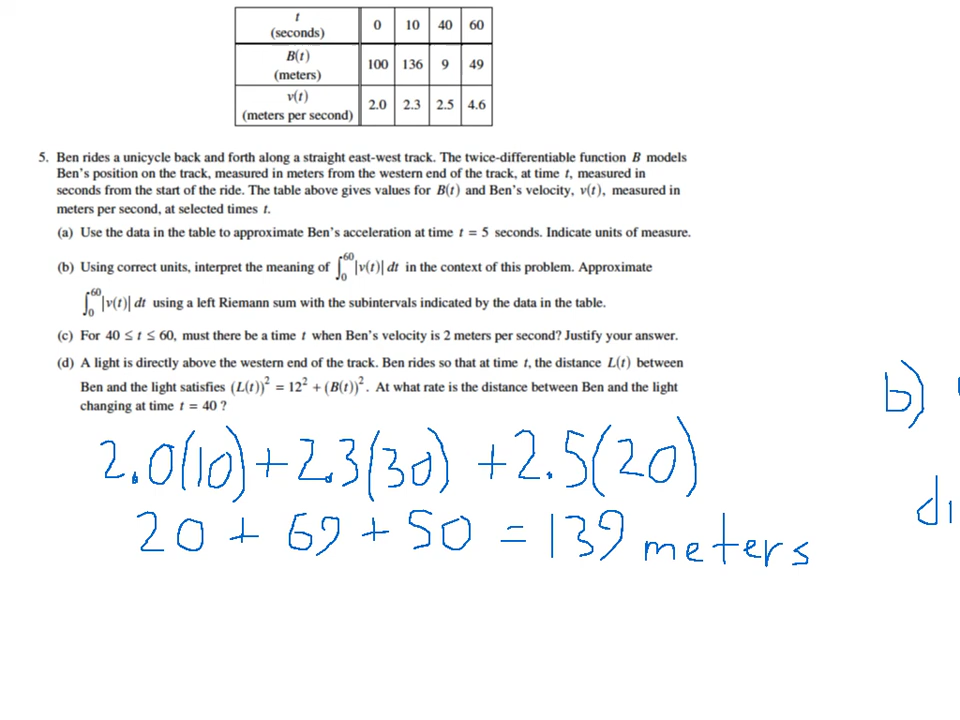 t (seconds) 0 10 40 60
B(t) (meters) 100 136 9 49
v(t) (meters per second) 2.0 2.3 2.5 4.6
5. Ben rides a unicycle back and forth along a straight east-west track. The twice-differentiable function B models
Ben's position on the track, measured in meters from the western end of the track, at time t, measured in
seconds from the start of the ride. The table above gives values for B(t) and Ben's velocity, v(t), measured in
meters per second, at selected times t.
(a) Use the data in the table to approximate Ben's acceleration at time t = 5 seconds. Indicate units of measure.
(b) Using correct units, interpret the meaning of ∫₀⁶⁰ |v(t)| dt in the context of this problem. Approximate
∫₀⁶⁰ |v(t)| dt using a left Riemann sum with the subintervals indicated by the data in the table.
(c) For 40 ≤ t ≤ 60, must there be a time t when Ben's velocity is 2 meters per second? Justify your answer.
(d) A light is directly above the western end of the track. Ben rides so that at time t, the distance L(t) between
Ben and the light satisfies (L(t))² = 12² + (B(t))². At what rate is the distance between Ben and the light
changing at time t = 40 ?
b)
2.0(10) + 2.3(30) + 2.5(20)
di
20 + 69 + 50 = 139 meters